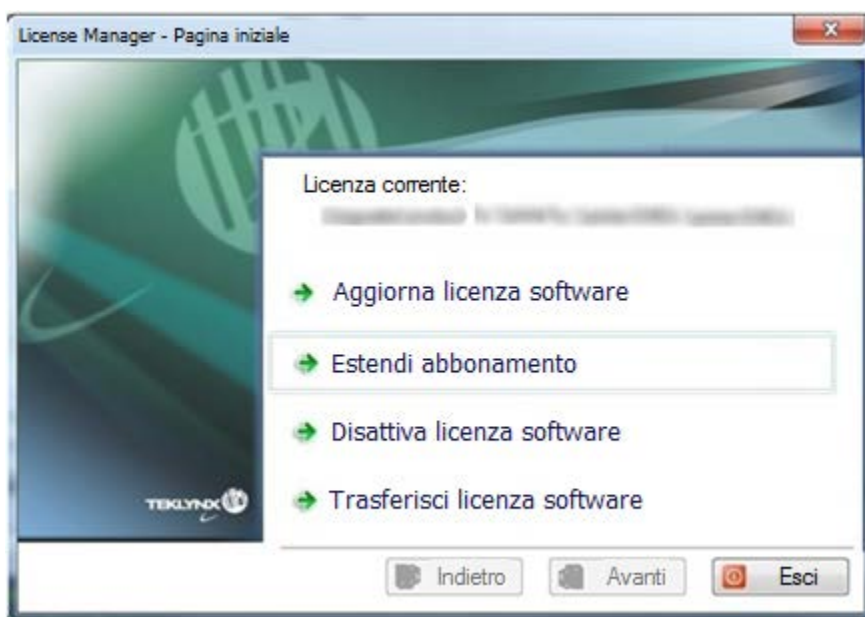 License Manager - Pagina iniziale
Licenza corrente:
Aggiorna licenza software
Estendi abbonamento
Disattiva licenza software
Trasferisci licenza software
TEKLYNX
Indietro
Avanti
Esci